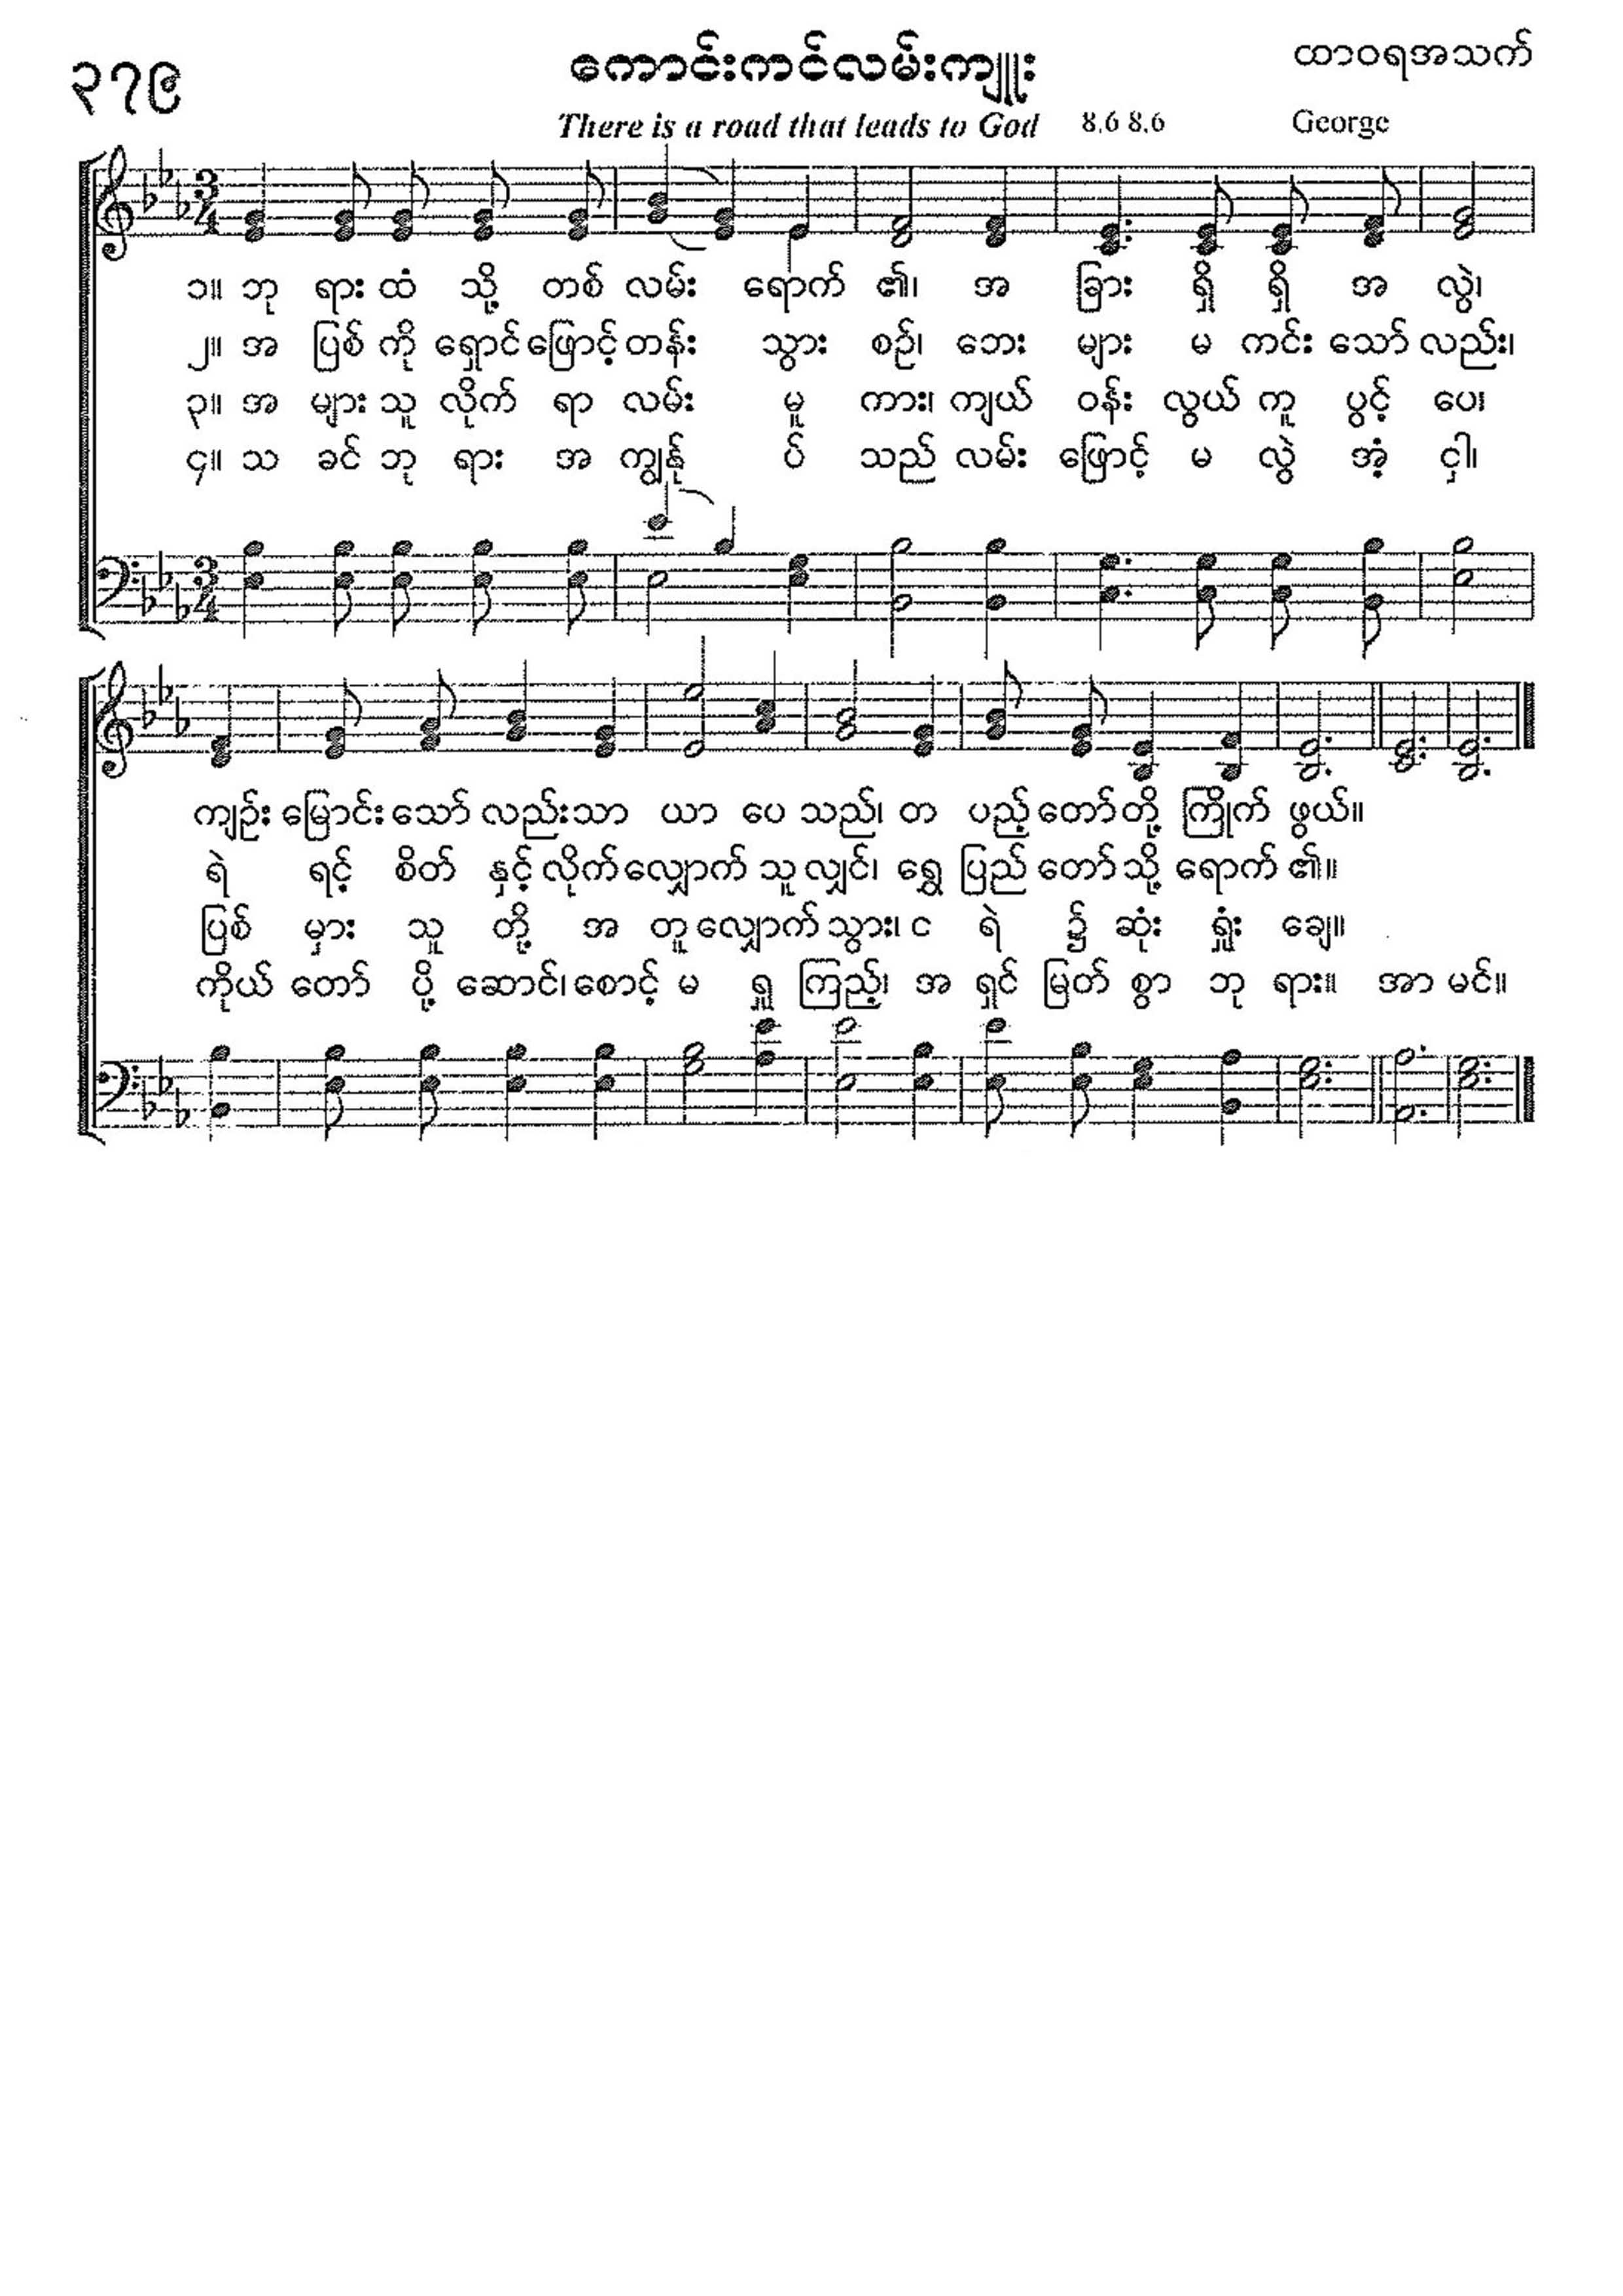 ၃၇၉
ကောင်းကင်လမ်းကျူး
ထာဝရအသက်
There is a road that leads to God 8.6 8.6 George
၁။ ဘု ရား ထံ သို့ တစ် လမ်း ရောက် ၏၊ အ ခြား ရှိ ရှိ အ လွဲ၊
၂။ အ ပြစ် ကို ရှောင် ဖြောင့် တန်း သွား စဉ်၊ ဘေး များ မ ကင်း သော် လည်း၊
၃။ အ များ သူ လိုက် ရာ လမ်း မူ ကား၊ ကျယ် ဝန်း လွယ် ကူ ပွင့် ပေ၊
၄။ သ ခင် ဘု ရား အ ကျွန်ု ပ် သည် လမ်း ဖြောင့် မ လွဲ အံ့ ငှါ၊
ကျဉ်း မြောင်း သော် လည်း သာ ယာ ပေ သည်၊ တ ပည့် တော် တို့ ကြိုက် ဖွယ်။
ရဲ ရင့် စိတ် နှင့် လိုက် လျှောက် သူ လျှင်၊ ရွှေ ပြည် တော် သို့ ရောက် ၏။
ပြစ် မှား သူ တို့ အ တူ လျှောက် သွား၊ င ရဲ ၌ ဆုံး ရှုံး ချေ။
ကိုယ် တော် ပို့ ဆောင်၊ စောင့် မ ရှု ကြည့်၊ အ ရှင် မြတ် စွာ ဘု ရား။ အာ မင်။